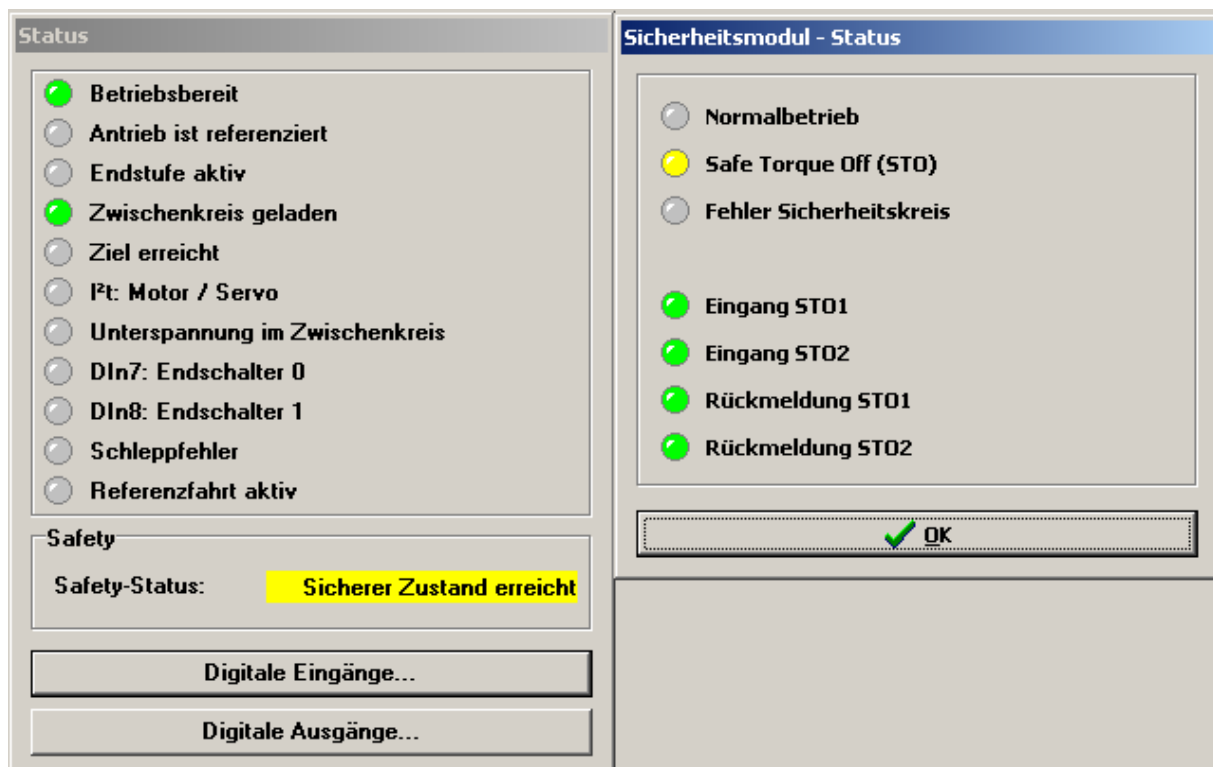 Status
Betriebsbereit
Antrieb ist referenziert
Endstufe aktiv
Zwischenkreis geladen
Ziel erreicht
I²t: Motor / Servo
Unterspannung im Zwischenkreis
DIn7: Endschalter 0
DIn8: Endschalter 1
Schleppfehler
Referenzfahrt aktiv
Safety
Safety-Status: Sicherer Zustand erreicht
Digitale Eingänge...
Digitale Ausgänge...
Sicherheitsmodul - Status
Normalbetrieb
Safe Torque Off (STO)
Fehler Sicherheitskreis
Eingang STO1
Eingang STO2
Rückmeldung STO1
Rückmeldung STO2
OK